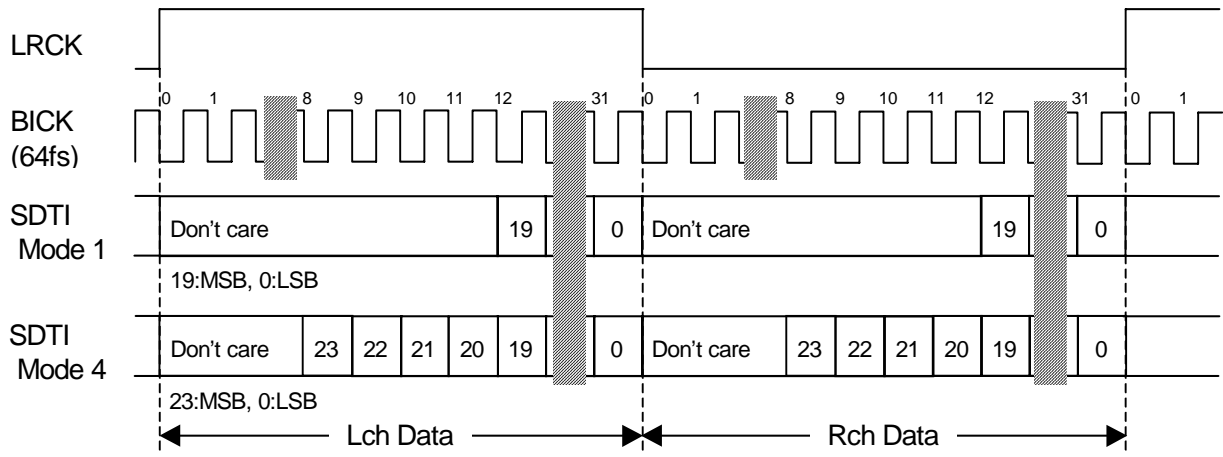 LRCK
0 1 8 9 10 11 12 31 0 1 8 9 10 11 12 31 0 1
BICK
(64fs)
SDTI
Mode 1
Don't care 19 0 Don't care 19 0
19:MSB, 0:LSB
SDTI
Mode 4
Don't care 23 22 21 20 19 0 Don't care 23 22 21 20 19 0
23:MSB, 0:LSB
Lch Data Rch Data